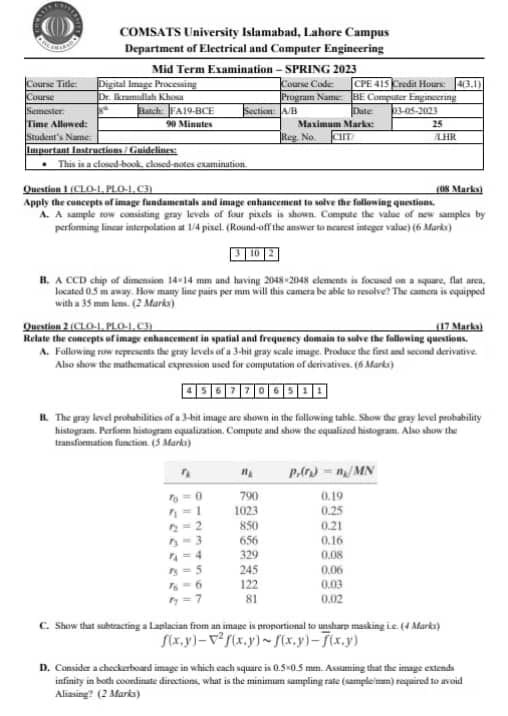 COMSATS University Islamabad, Lahore Campus
Department of Electrical and Computer Engineering
Mid Term Examination – SPRING 2023
Course Title: Digital Image Processing Course Code: CPE 415 Credit Hours: 4(3,1)
Course Dr. Ikramullah Khosa Program Name: BE Computer Engineering
Semester: 8th Batch: FA19-BCE Section: A/B Date: 03-05-2023
Time Allowed: 90 Minutes Maximum Marks: 25
Student's Name: Reg. No. CIIT/ /LHR
Important Instructions / Guidelines:
• This is a closed-book, closed-notes examination.
Question 1 (CLO-1, PLO-1, C3) (08 Marks)
Apply the concepts of image fundamentals and image enhancement to solve the following questions.
A. A sample row consisting gray levels of four pixels is shown. Compute the value of new samples by
performing linear interpolation at 1/4 pixel. (Round-off the answer to nearest integer value) (6 Marks)
3 10 2
B. A CCD chip of dimension 14×14 mm and having 2048×2048 elements is focused on a square, flat area,
located 0.5 m away. How many line pairs per mm will this camera be able to resolve? The camera is equipped
with a 35 mm lens. (2 Marks)
Question 2 (CLO-1, PLO-1, C3) (17 Marks)
Relate the concepts of image enhancement in spatial and frequency domain to solve the following questions.
A. Following row represents the gray levels of a 3-bit gray scale image. Produce the first and second derivative.
Also show the mathematical expression used for computation of derivatives. (6 Marks)
4 5 6 7 7 0 6 5 1 1
B. The gray level probabilities of a 3-bit image are shown in the following table. Show the gray level probability
histogram. Perform histogram equalization. Compute and show the equalized histogram. Also show the
transformation function. (5 Marks)
rₖ nₖ pᵣ(rₖ) = nₖ/MN
r₀ = 0 790 0.19
r₁ = 1 1023 0.25
r₂ = 2 850 0.21
r₃ = 3 656 0.16
r₄ = 4 329 0.08
r₅ = 5 245 0.06
r₆ = 6 122 0.03
r₇ = 7 81 0.02
C. Show that subtracting a Laplacian from an image is proportional to unsharp masking i.e. (4 Marks)
f(x,y)−∇²f(x,y)~f(x,y)−f̄(x,y)
D. Consider a checkerboard image in which each square is 0.5×0.5 mm. Assuming that the image extends
infinity in both coordinate directions, what is the minimum sampling rate (sample/mm) required to avoid
Aliasing? (2 Marks)